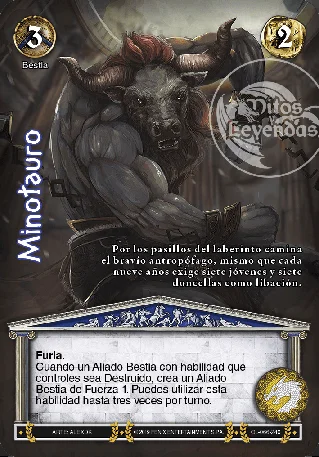 3
2
Bestia
Mitos
Leyendas
Minotauro
Por los pasillos del laberinto camina
el bravío antropófago, mismo que cada
nueve años exige siete jóvenes y siete
doncellas como libación.
Furia.
Cuando un Aliado Bestia con habilidad que
controles sea Destruido, crea un Aliado
Bestia de Fuerza 1. Puedes utilizar esta
habilidad hasta tres veces por turno.